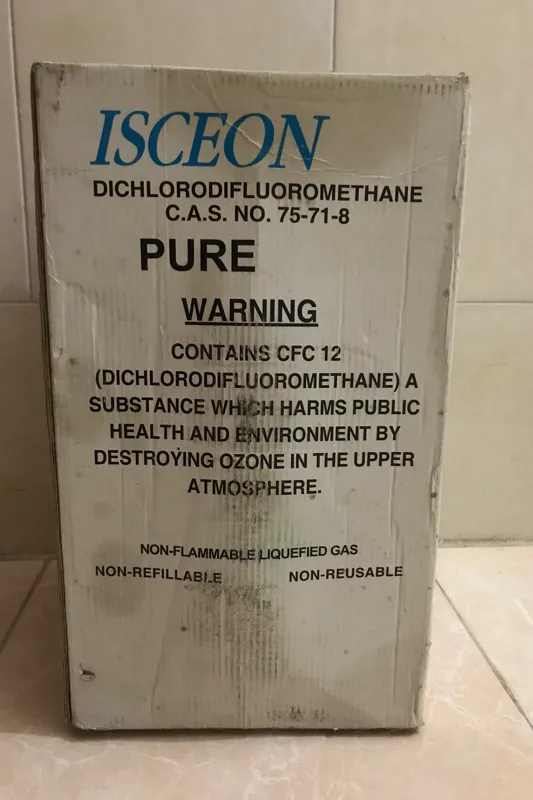 ISCEON
DICHLORODIFLUOROMETHANE
C.A.S. NO. 75-71-8
PURE
WARNING
CONTAINS CFC 12
(DICHLORODIFLUOROMETHANE) A
SUBSTANCE WHICH HARMS PUBLIC
HEALTH AND ENVIRONMENT BY
DESTROYING OZONE IN THE UPPER
ATMOSPHERE.
NON-FLAMMABLE LIQUEFIED GAS
NON-REFILLABLE NON-REUSABLE